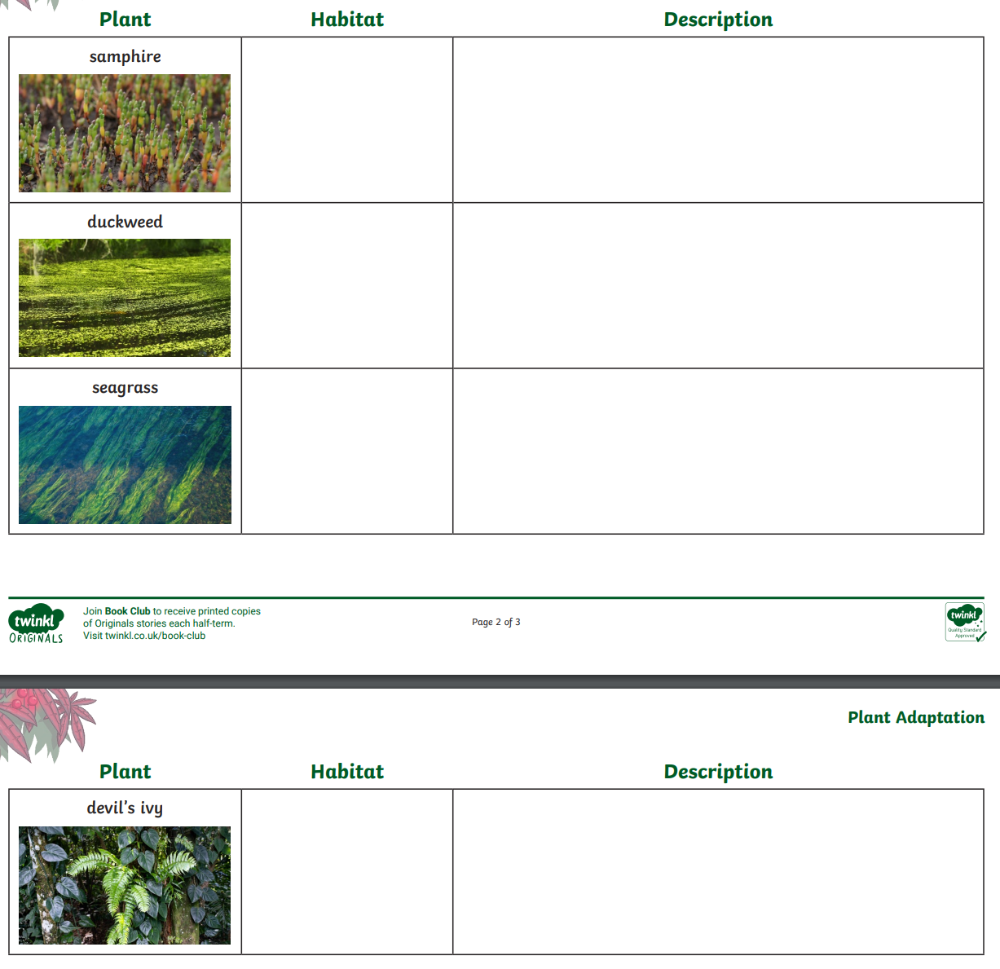 Plant Habitat Description
samphire
duckweed
seagrass
twinkl
ORIGINALS
Join Book Club to receive printed copies
of Originals stories each half-term.
Visit twinkl.co.uk/book-club
Page 2 of 3
twinkl
Quality Standard
Approved
Plant Adaptation
Plant Habitat Description
devil's ivy